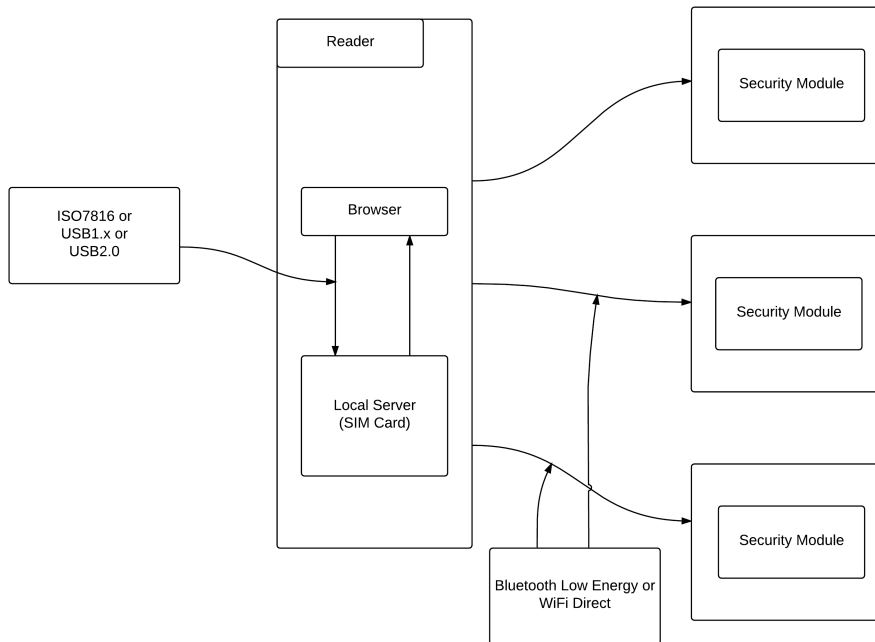 Reader
Security Module
ISO7816 or
USB1.x or
USB2.0
Browser
Security Module
Local Server
(SIM Card)
Security Module
Bluetooth Low Energy or
WiFi Direct